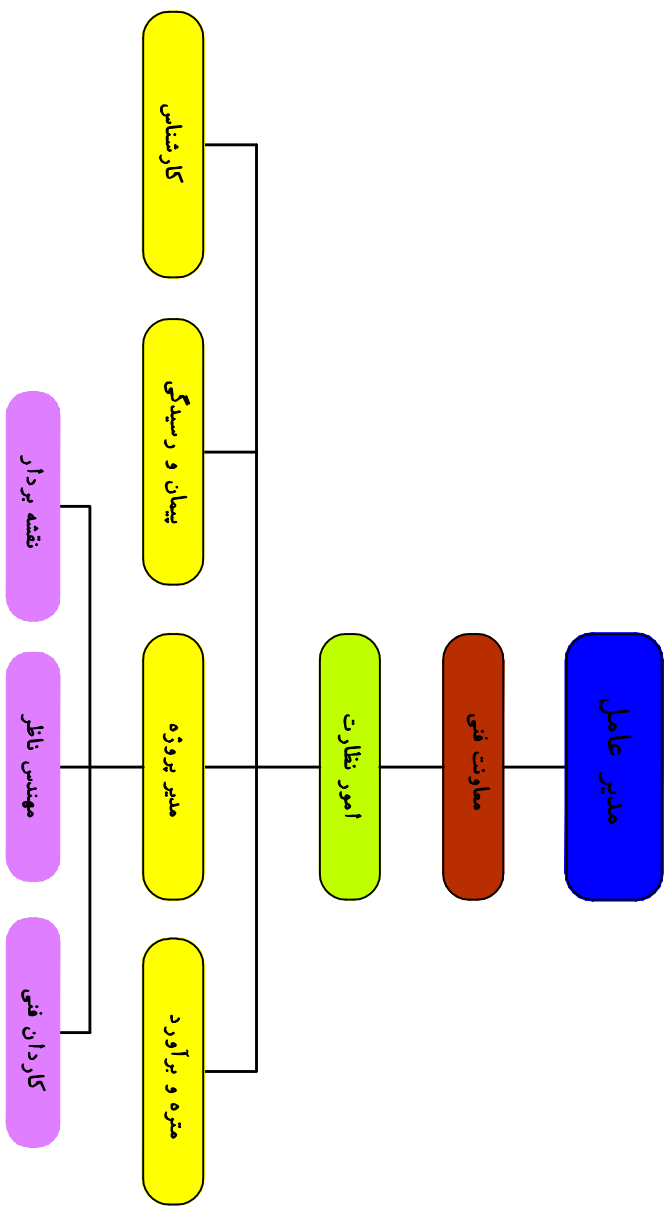 مدیر عامل
معاونت فنی
امور نظارت
متره و برآورد
مدیر پروژه
پیمان و رسیدگی
کارشناس
کاردان فنی
مهندس ناظر
نقشه بردار